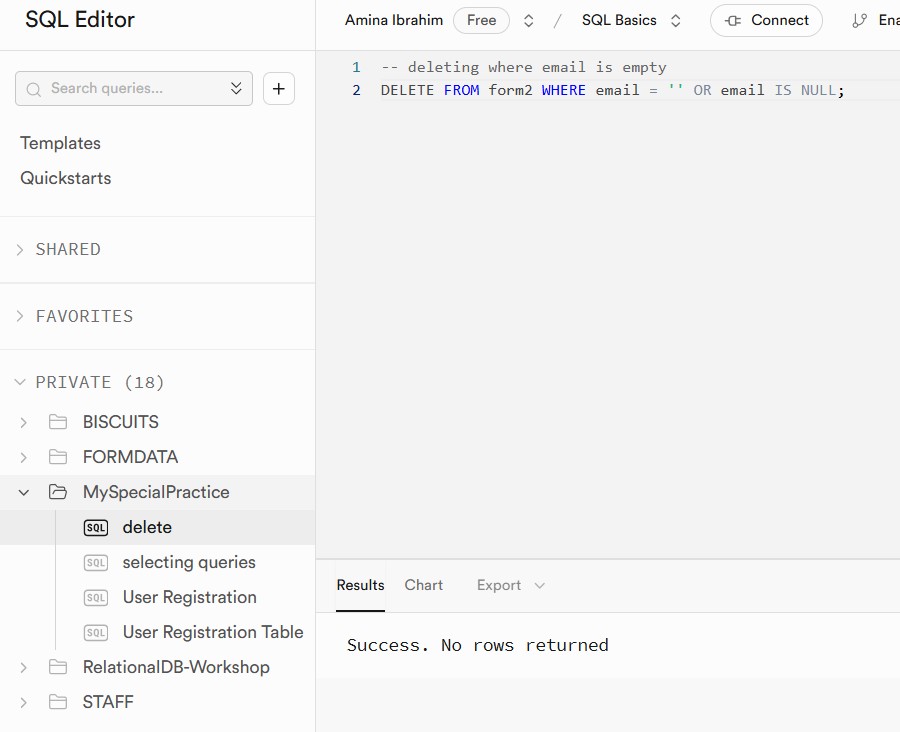 SQL Editor
Amina Ibrahim Free / SQL Basics Connect
Search queries...
Templates
Quickstarts
SHARED
FAVORITES
PRIVATE (18)
BISCUITS
FORMDATA
MySpecialPractice
SQL delete
SQL selecting queries
SQL User Registration
SQL User Registration Table
RelationalDB-Workshop
STAFF
1 -- deleting where email is empty
2 DELETE FROM form2 WHERE email = '' OR email IS NULL;
Results Chart Export
Success. No rows returned